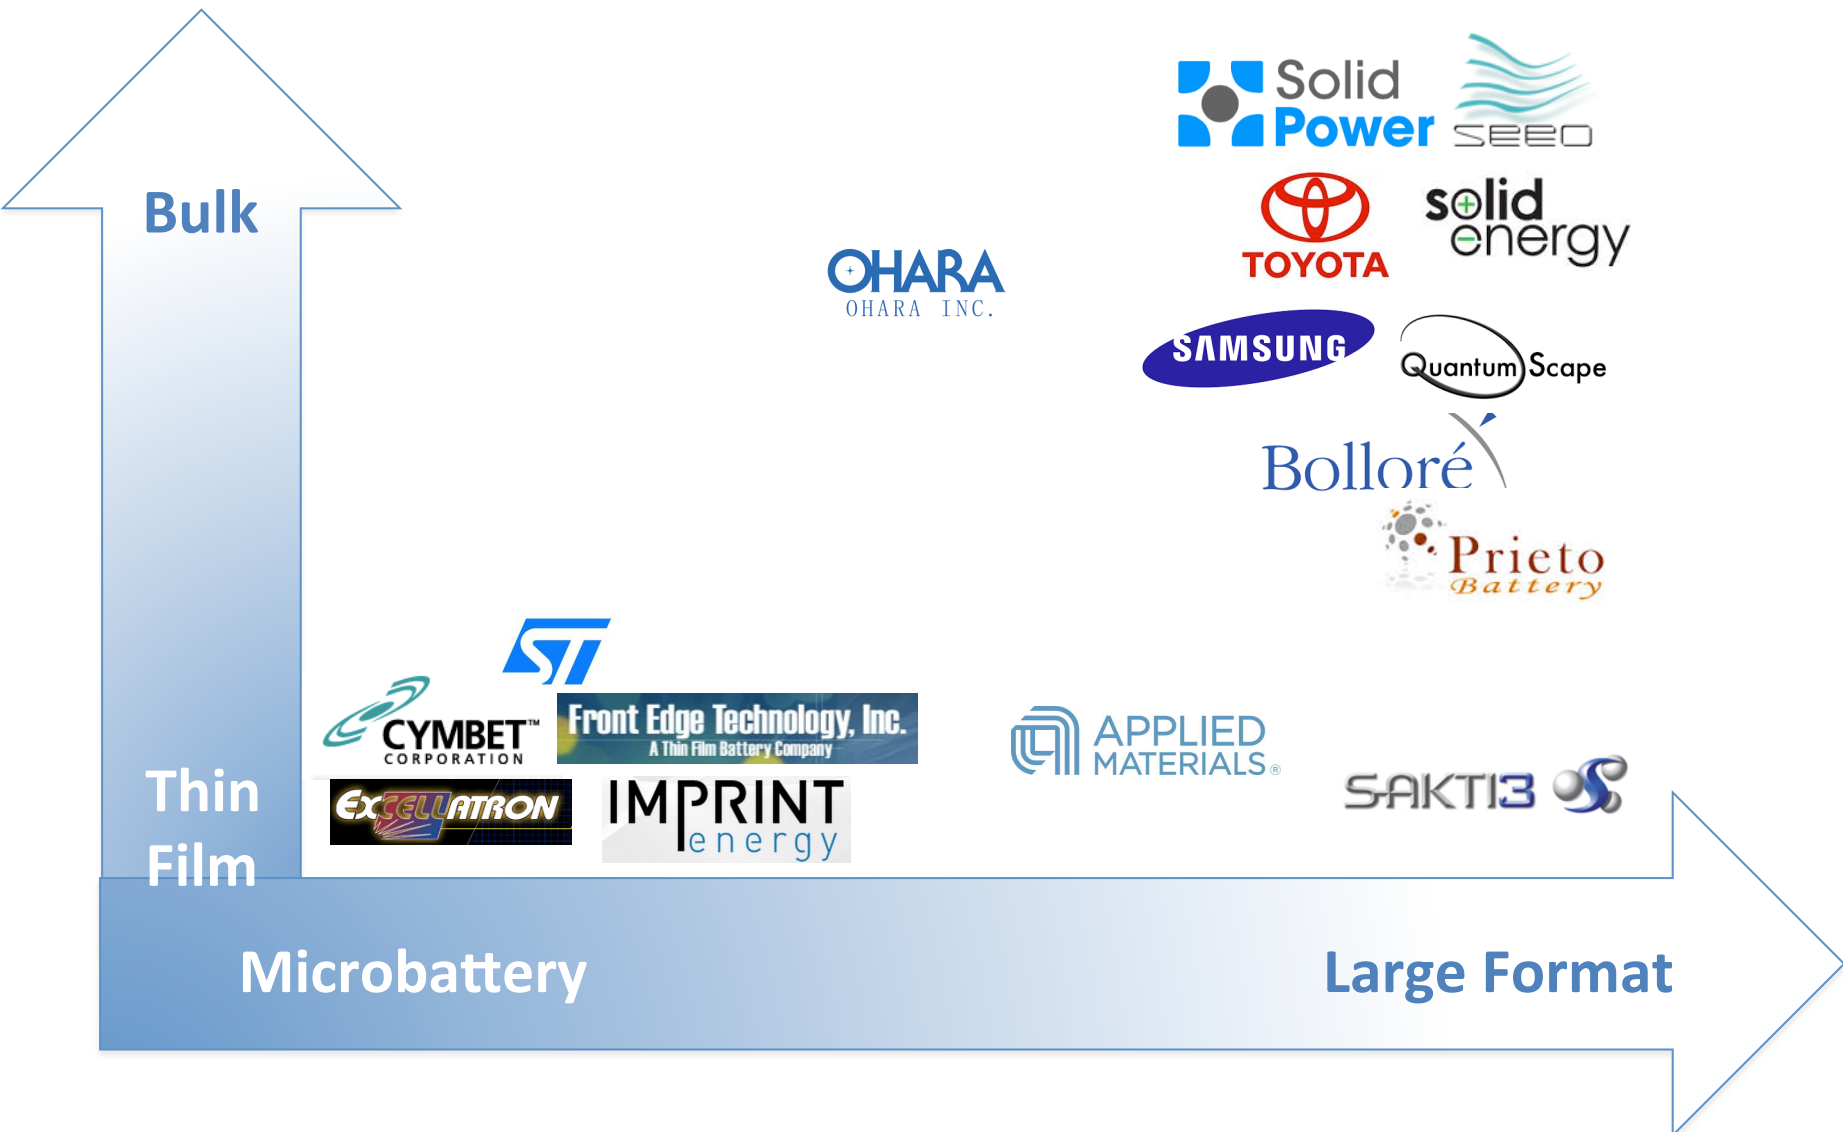 Bulk
Solid
Power
SEEO
TOYOTA
solid
energy
OHARA
OHARA INC.
SAMSUNG
QuantumScape
Bolloré
Prieto
Battery
ST
CYMBET™
CORPORATION
Front Edge Technology, Inc.
A Thin Film Battery Company
APPLIED
MATERIALS®
Thin
Film
EXCELLATRON
IMPRINT
energy
SAKTI3
Microbattery
Large Format